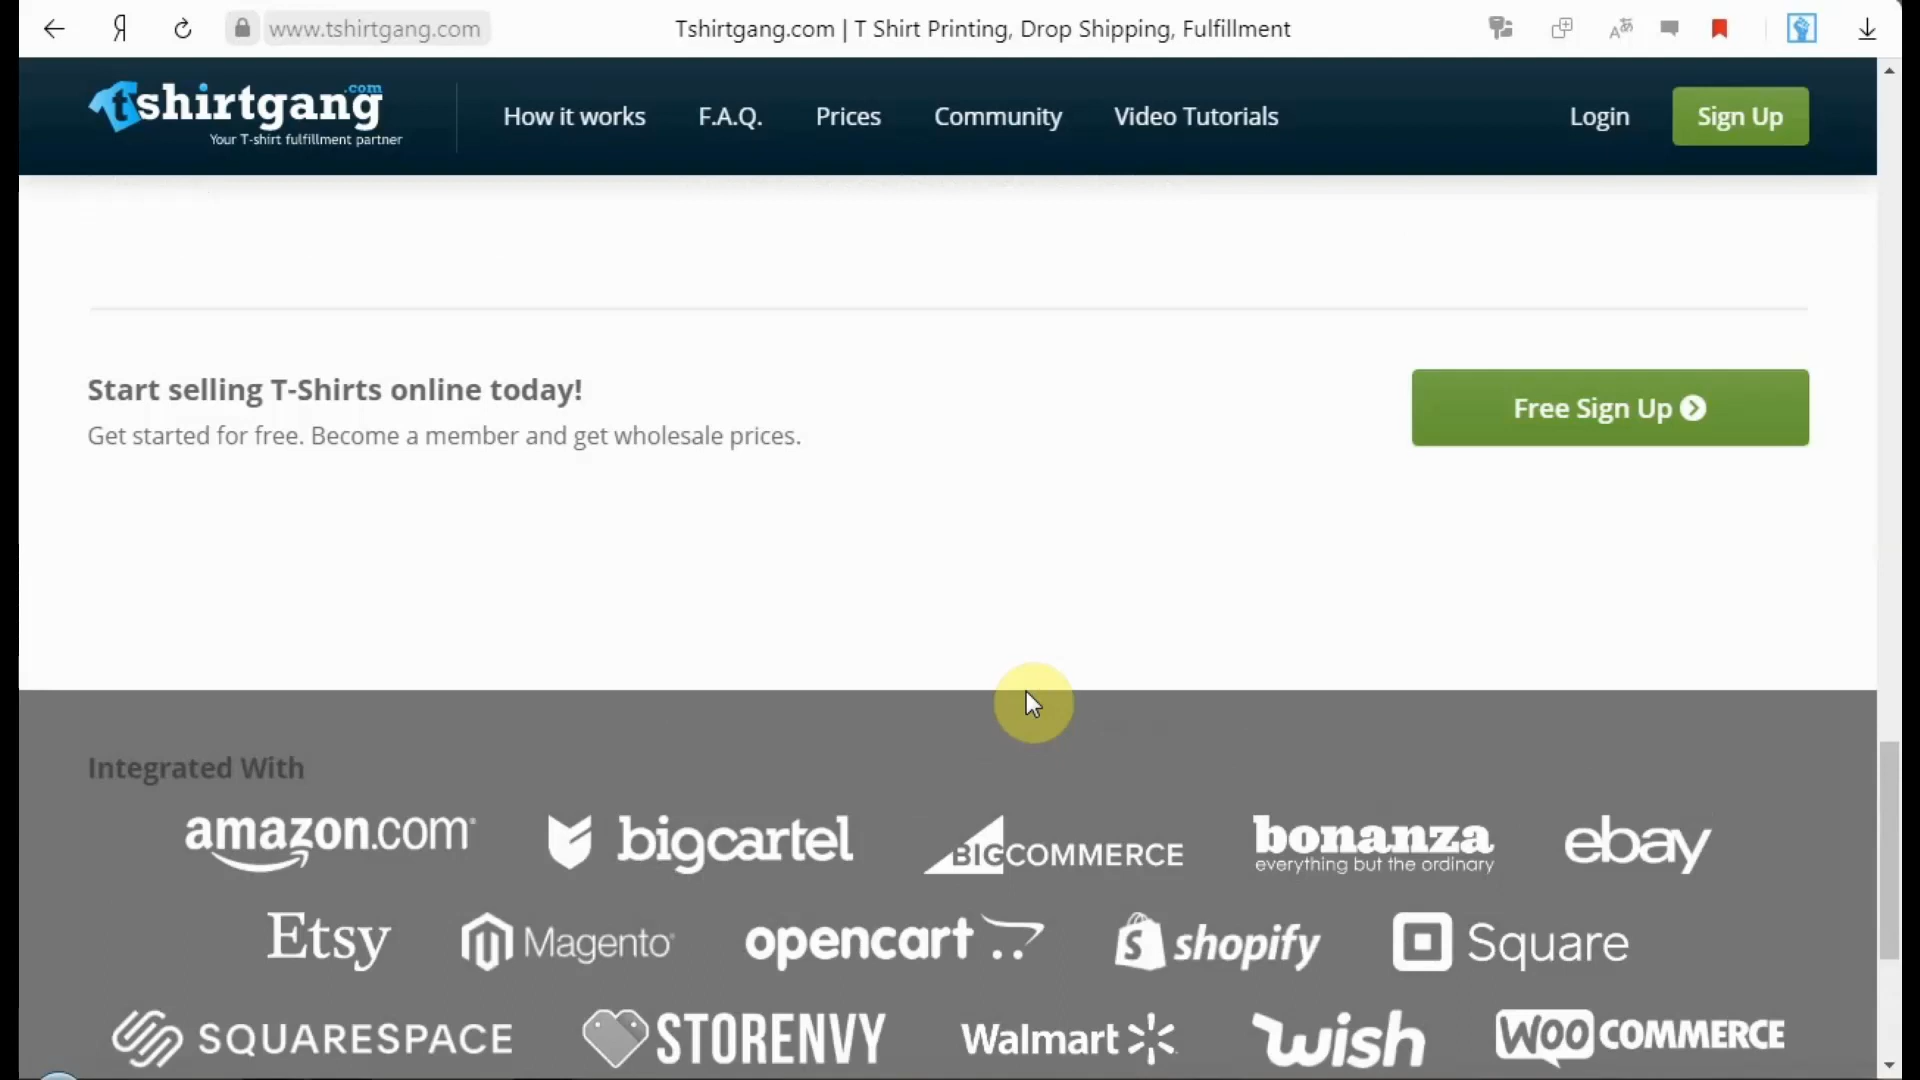 Я
www.tshirtgang.com
Tshirtgang.com | T Shirt Printing, Drop Shipping, Fulfillment
tshirtgang.com
Your T-shirt fulfillment partner
How it works
F.A.Q.
Prices
Community
Video Tutorials
Login
Sign Up
Start selling T-Shirts online today!
Get started for free. Become a member and get wholesale prices.
Free Sign Up
Integrated With
amazon.com
bigcartel
BIGCOMMERCE
bonanza
everything but the ordinary
ebay
Etsy
Magento
opencart
shopify
Square
SQUARESPACE
STORENVY
Walmart
wish
WOOCOMMERCE